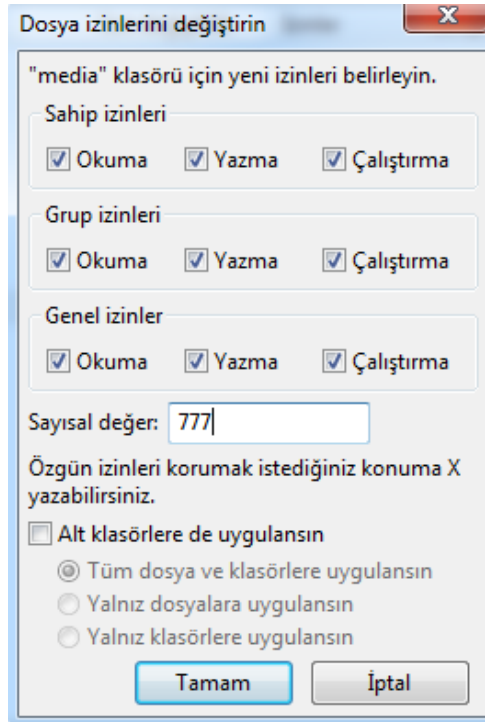 Dosya izinlerini değiştirin
"media" klasörü için yeni izinleri belirleyin.
Sahip izinleri
Okuma Yazma Çalıştırma
Grup izinleri
Okuma Yazma Çalıştırma
Genel izinler
Okuma Yazma Çalıştırma
Sayısal değer: 777
Özgün izinleri korumak istediğiniz konuma X
yazabilirsiniz.
Alt klasörlere de uygulansın
Tüm dosya ve klasörlere uygulansın
Yalnız dosyalara uygulansın
Yalnız klasörlere uygulansın
Tamam İptal